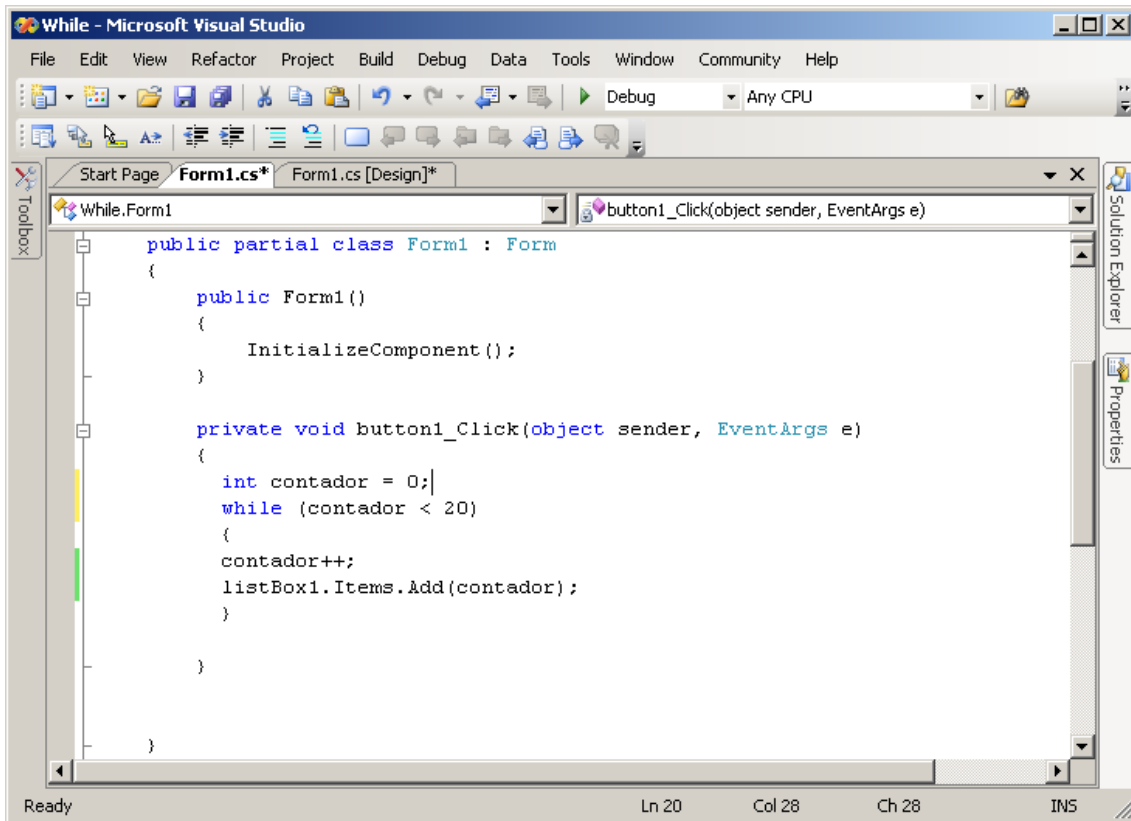 While - Microsoft Visual Studio
File Edit View Refactor Project Build Debug Data Tools Window Community Help
Debug Any CPU
Start Page Form1.cs* Form1.cs [Design]*
Toolbox
While.Form1 button1_Click(object sender, EventArgs e)
Solution Explorer
Properties
public partial class Form1 : Form
{
public Form1()
{
InitializeComponent();
}
private void button1_Click(object sender, EventArgs e)
{
int contador = 0;
while (contador < 20)
{
contador++;
listBox1.Items.Add(contador);
}
}
}
Ready Ln 20 Col 28 Ch 28 INS